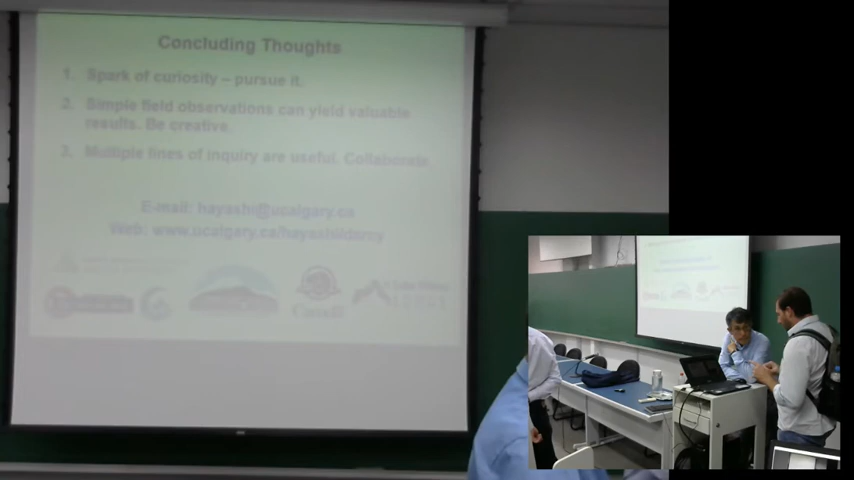 Concluding Thoughts
1. Spark of curiosity – pursue it.
2. Simple field observations can yield valuable
results. Be creative.
3. Multiple lines of inquiry are useful. Collaborate.
E-mail: hayashi@ucalgary.ca
Web: www.ucalgary.ca/hayashi
Canada